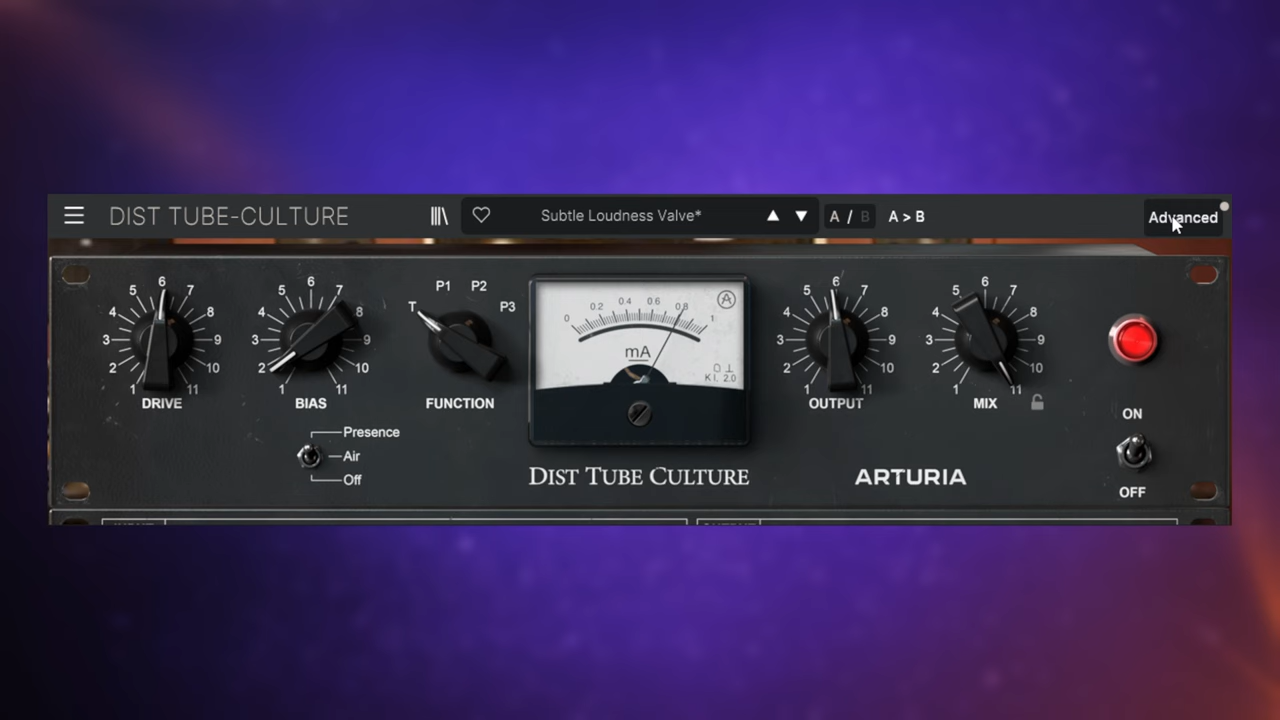 DIST TUBE-CULTURE
Subtle Loudness Valve*
A / B
A > B
Advanced
1 2 3 4 5 6 7 8 9 10 11
DRIVE
1 2 3 4 5 6 7 8 9 10 11
BIAS
T P1 P2 P3
FUNCTION
0 0.2 0.4 0.6 0.8 1
A
mA
KI. 2.0
1 2 3 4 5 6 7 8 9 10 11
OUTPUT
1 2 3 4 5 6 7 8 9 10 11
MIX
ON
OFF
Presence
Air
Off
DIST TUBE CULTURE
ARTURIA